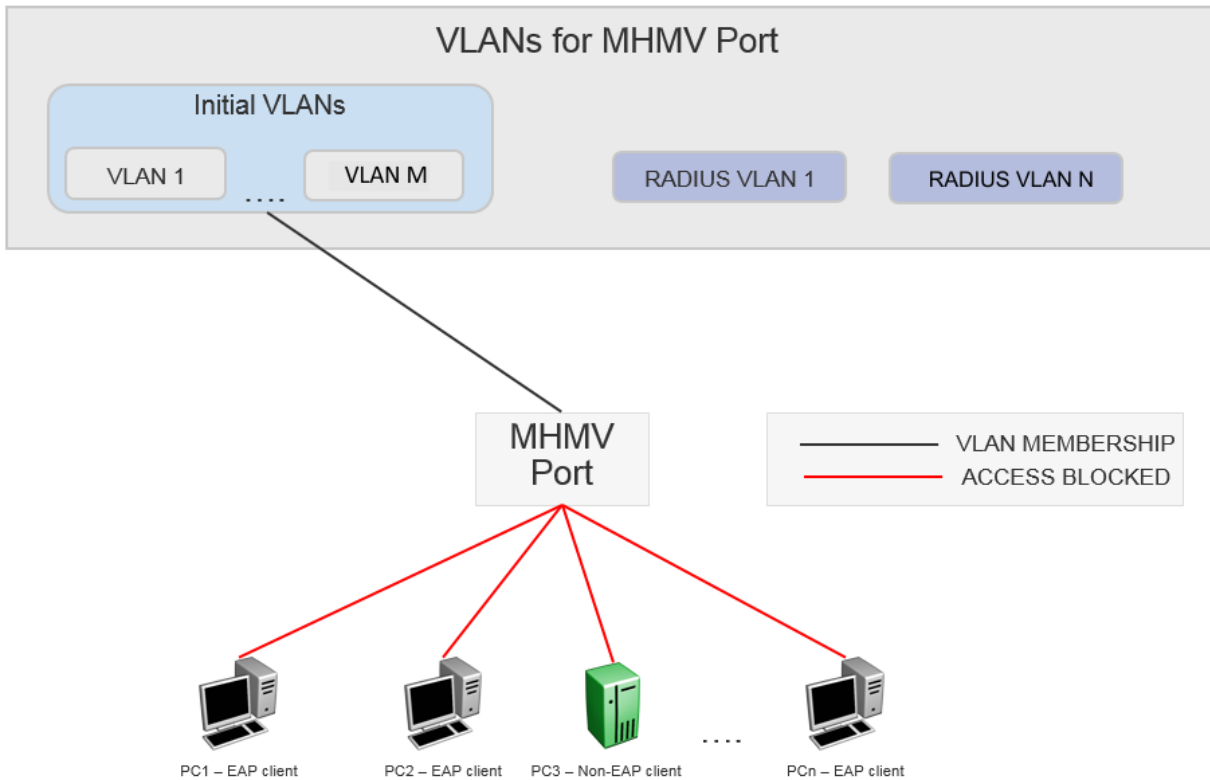 VLANs for MHMV Port
Initial VLANs
VLAN 1
....
VLAN M
RADIUS VLAN 1
RADIUS VLAN N
MHMV
Port
VLAN MEMBERSHIP
ACCESS BLOCKED
....
PC1 – EAP client
PC2 – EAP client
PC3 – Non-EAP client
PCn – EAP client